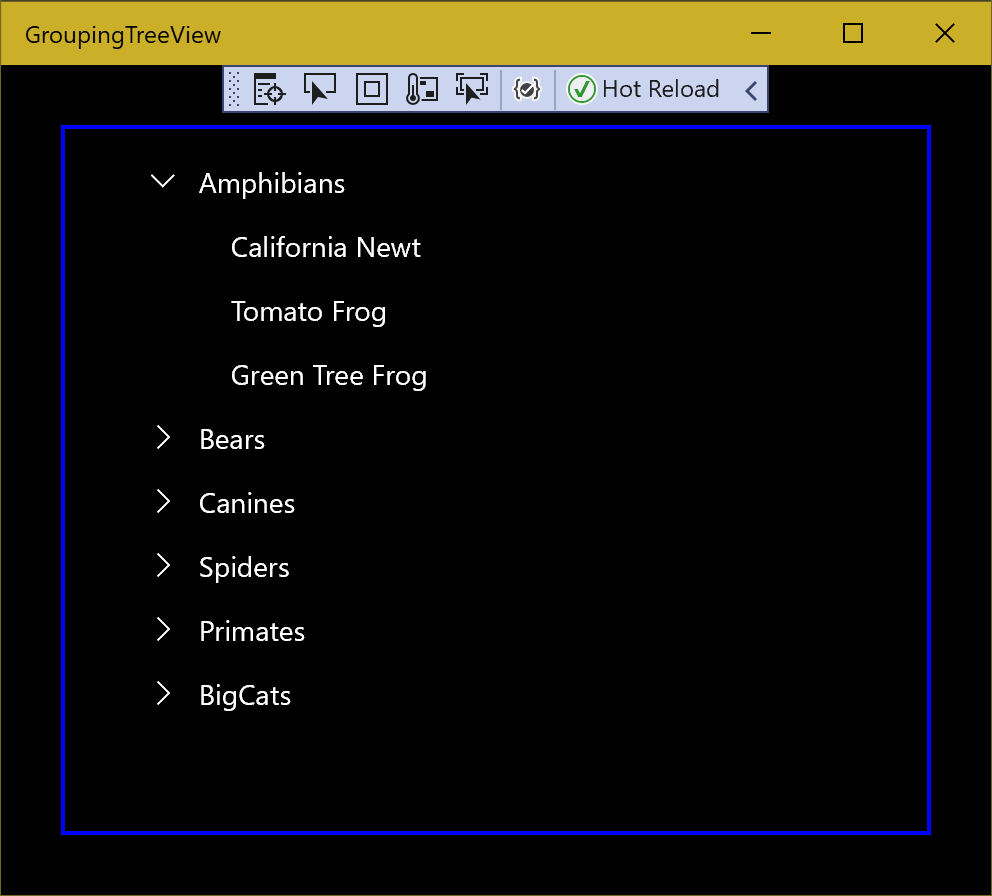 GroupingTreeView
Hot Reload
Amphibians
California Newt
Tomato Frog
Green Tree Frog
Bears
Canines
Spiders
Primates
BigCats